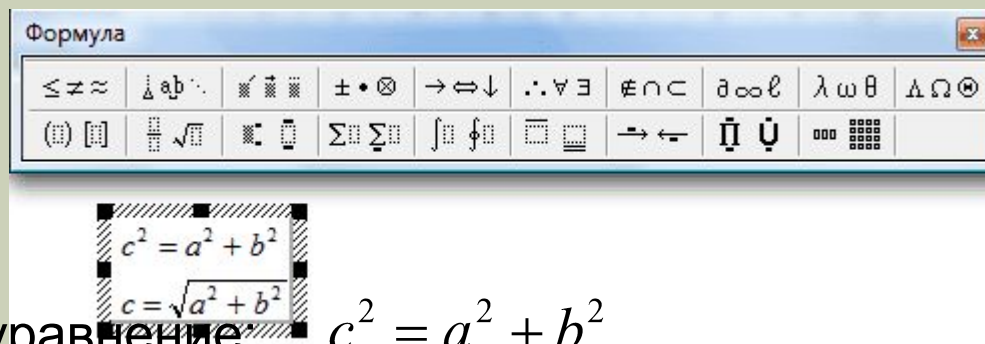 Формула
≤ ≠ ≈ ± • ⊗ → ⇔ ↓ ∴ ∀ ∃ ∉ ∩ ⊂ ∂ ∞ ℓ λ ω θ Λ Ω Θ
c² = a² + b²
c = √(a² + b²)
уравнение: c² = a² + b²